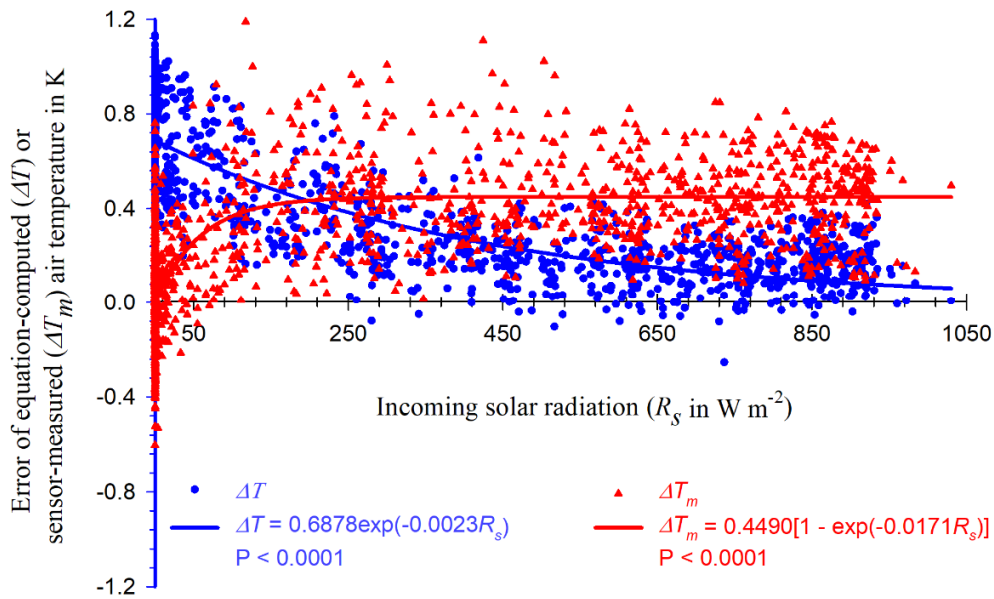 Error of equation-computed (ΔT) or
sensor-measured (ΔTm) air temperature in K
1.2
0.8
0.4
0.0
-0.4
-0.8
-1.2
50
250
450
650
850
1050
Incoming solar radiation (Rs in W m-2)
ΔT
ΔT = 0.6878exp(-0.0023Rs)
P < 0.0001
ΔTm
ΔTm = 0.4490[1 - exp(-0.0171Rs)]
P < 0.0001